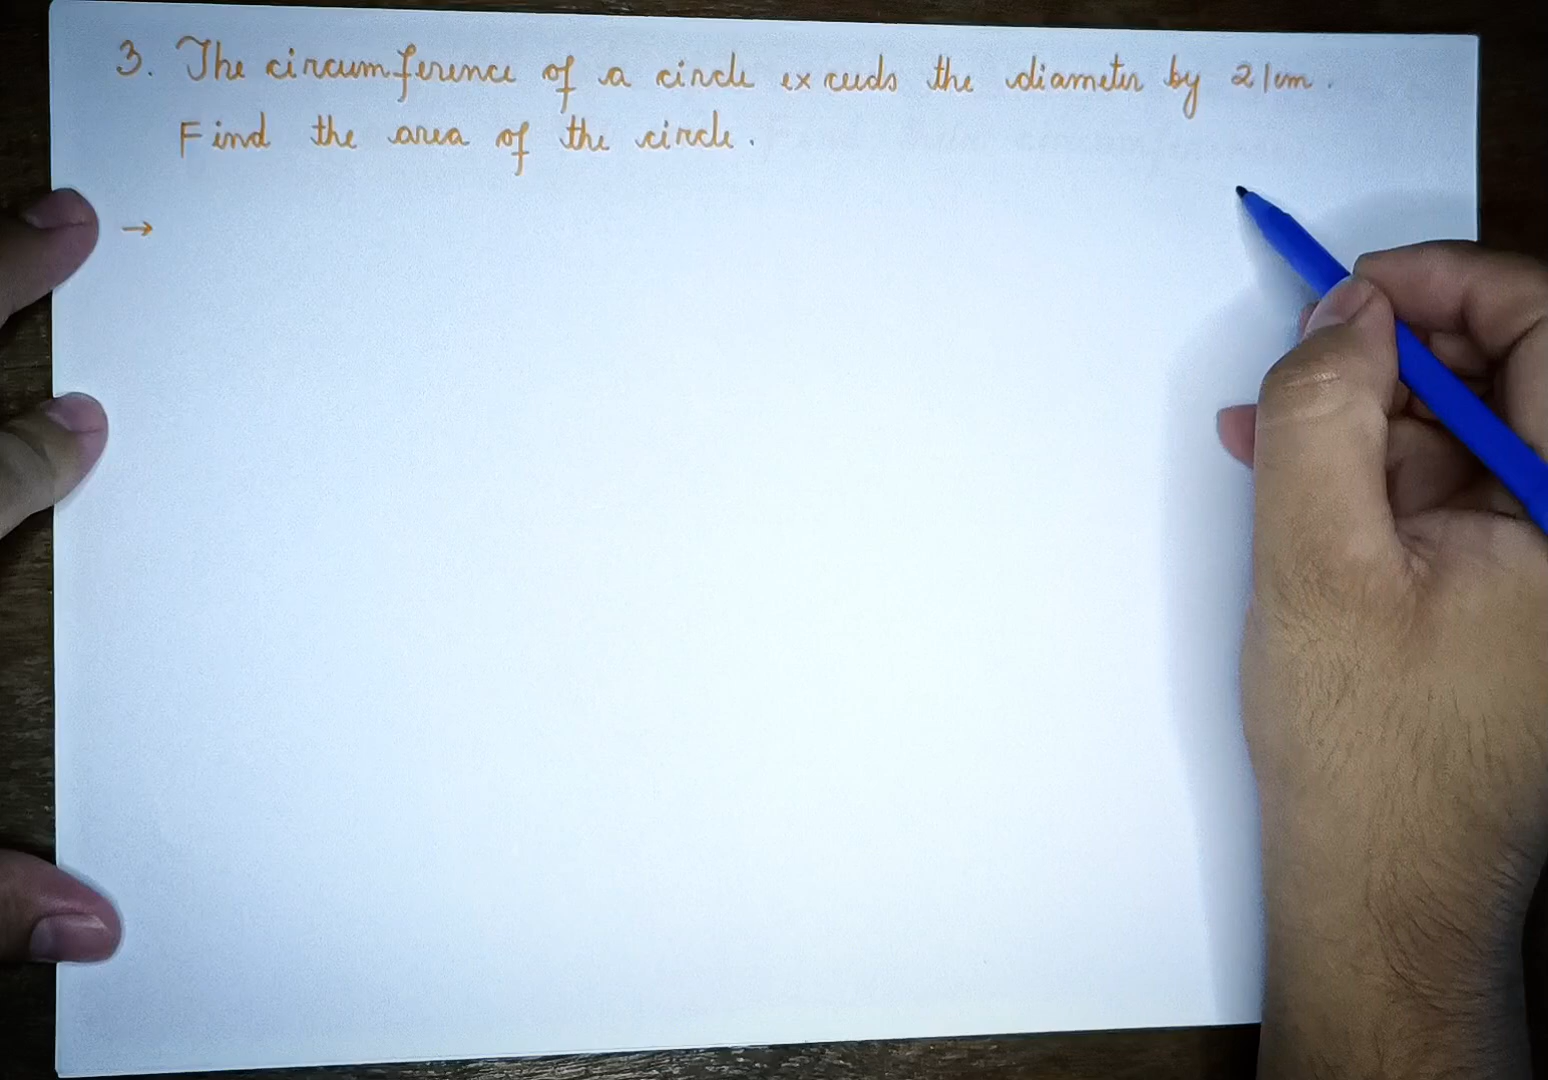 3. The circumference of a circle exceeds the diameter by 21cm.
Find the area of the circle.
→